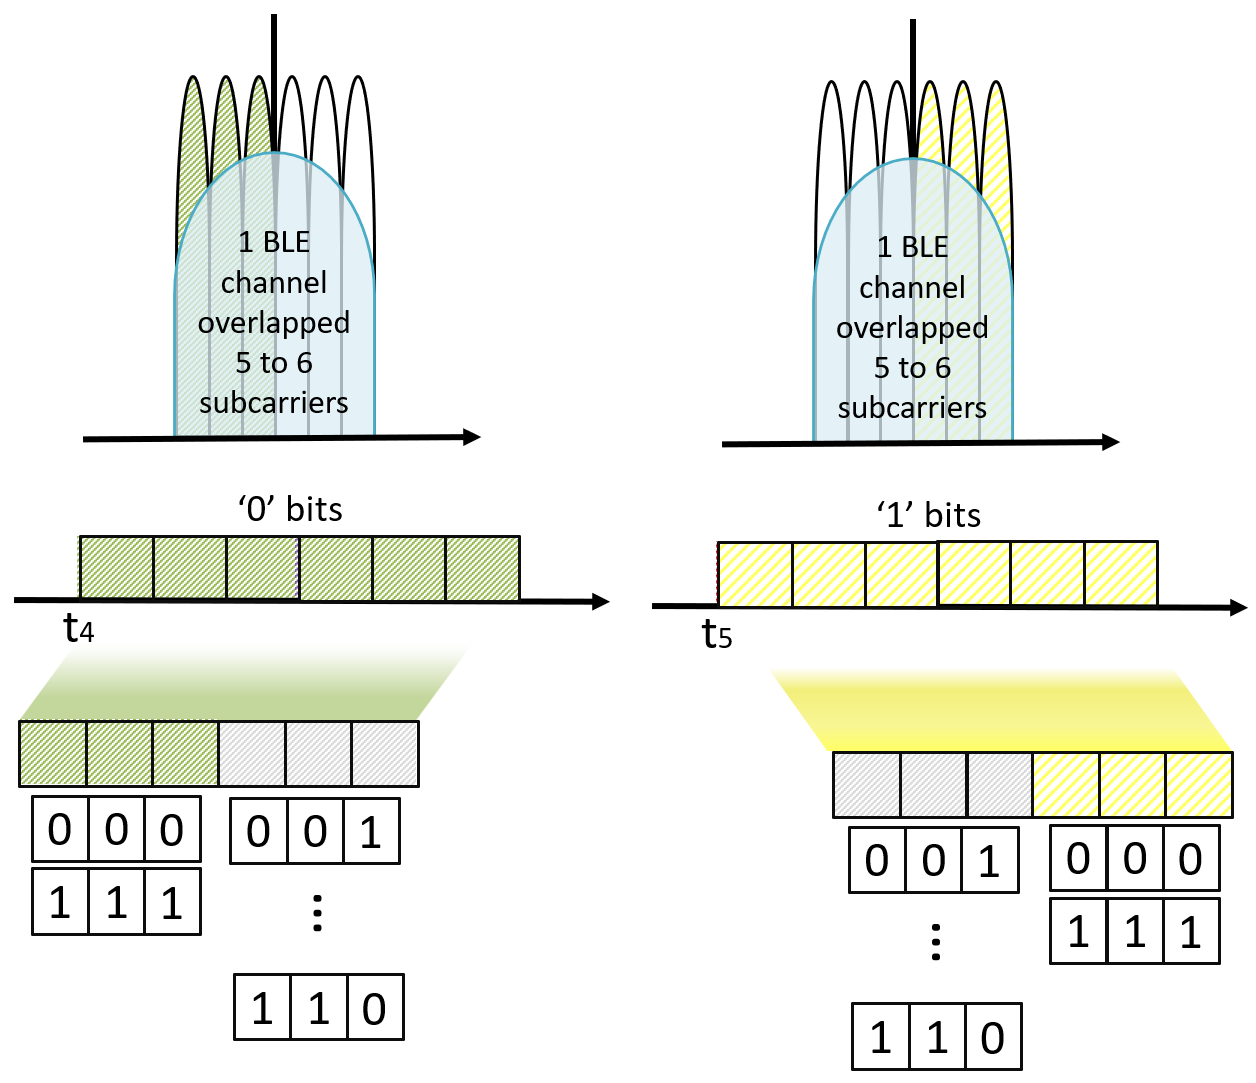 1 BLE
channel
overlapped
5 to 6
subcarriers
‘0’ bits
t4
0 0 0
1 1 1
0 0 1
⋮
1 1 0
1 BLE
channel
overlapped
5 to 6
subcarriers
‘1’ bits
t5
0 0 1
⋮
1 1 0
0 0 0
1 1 1